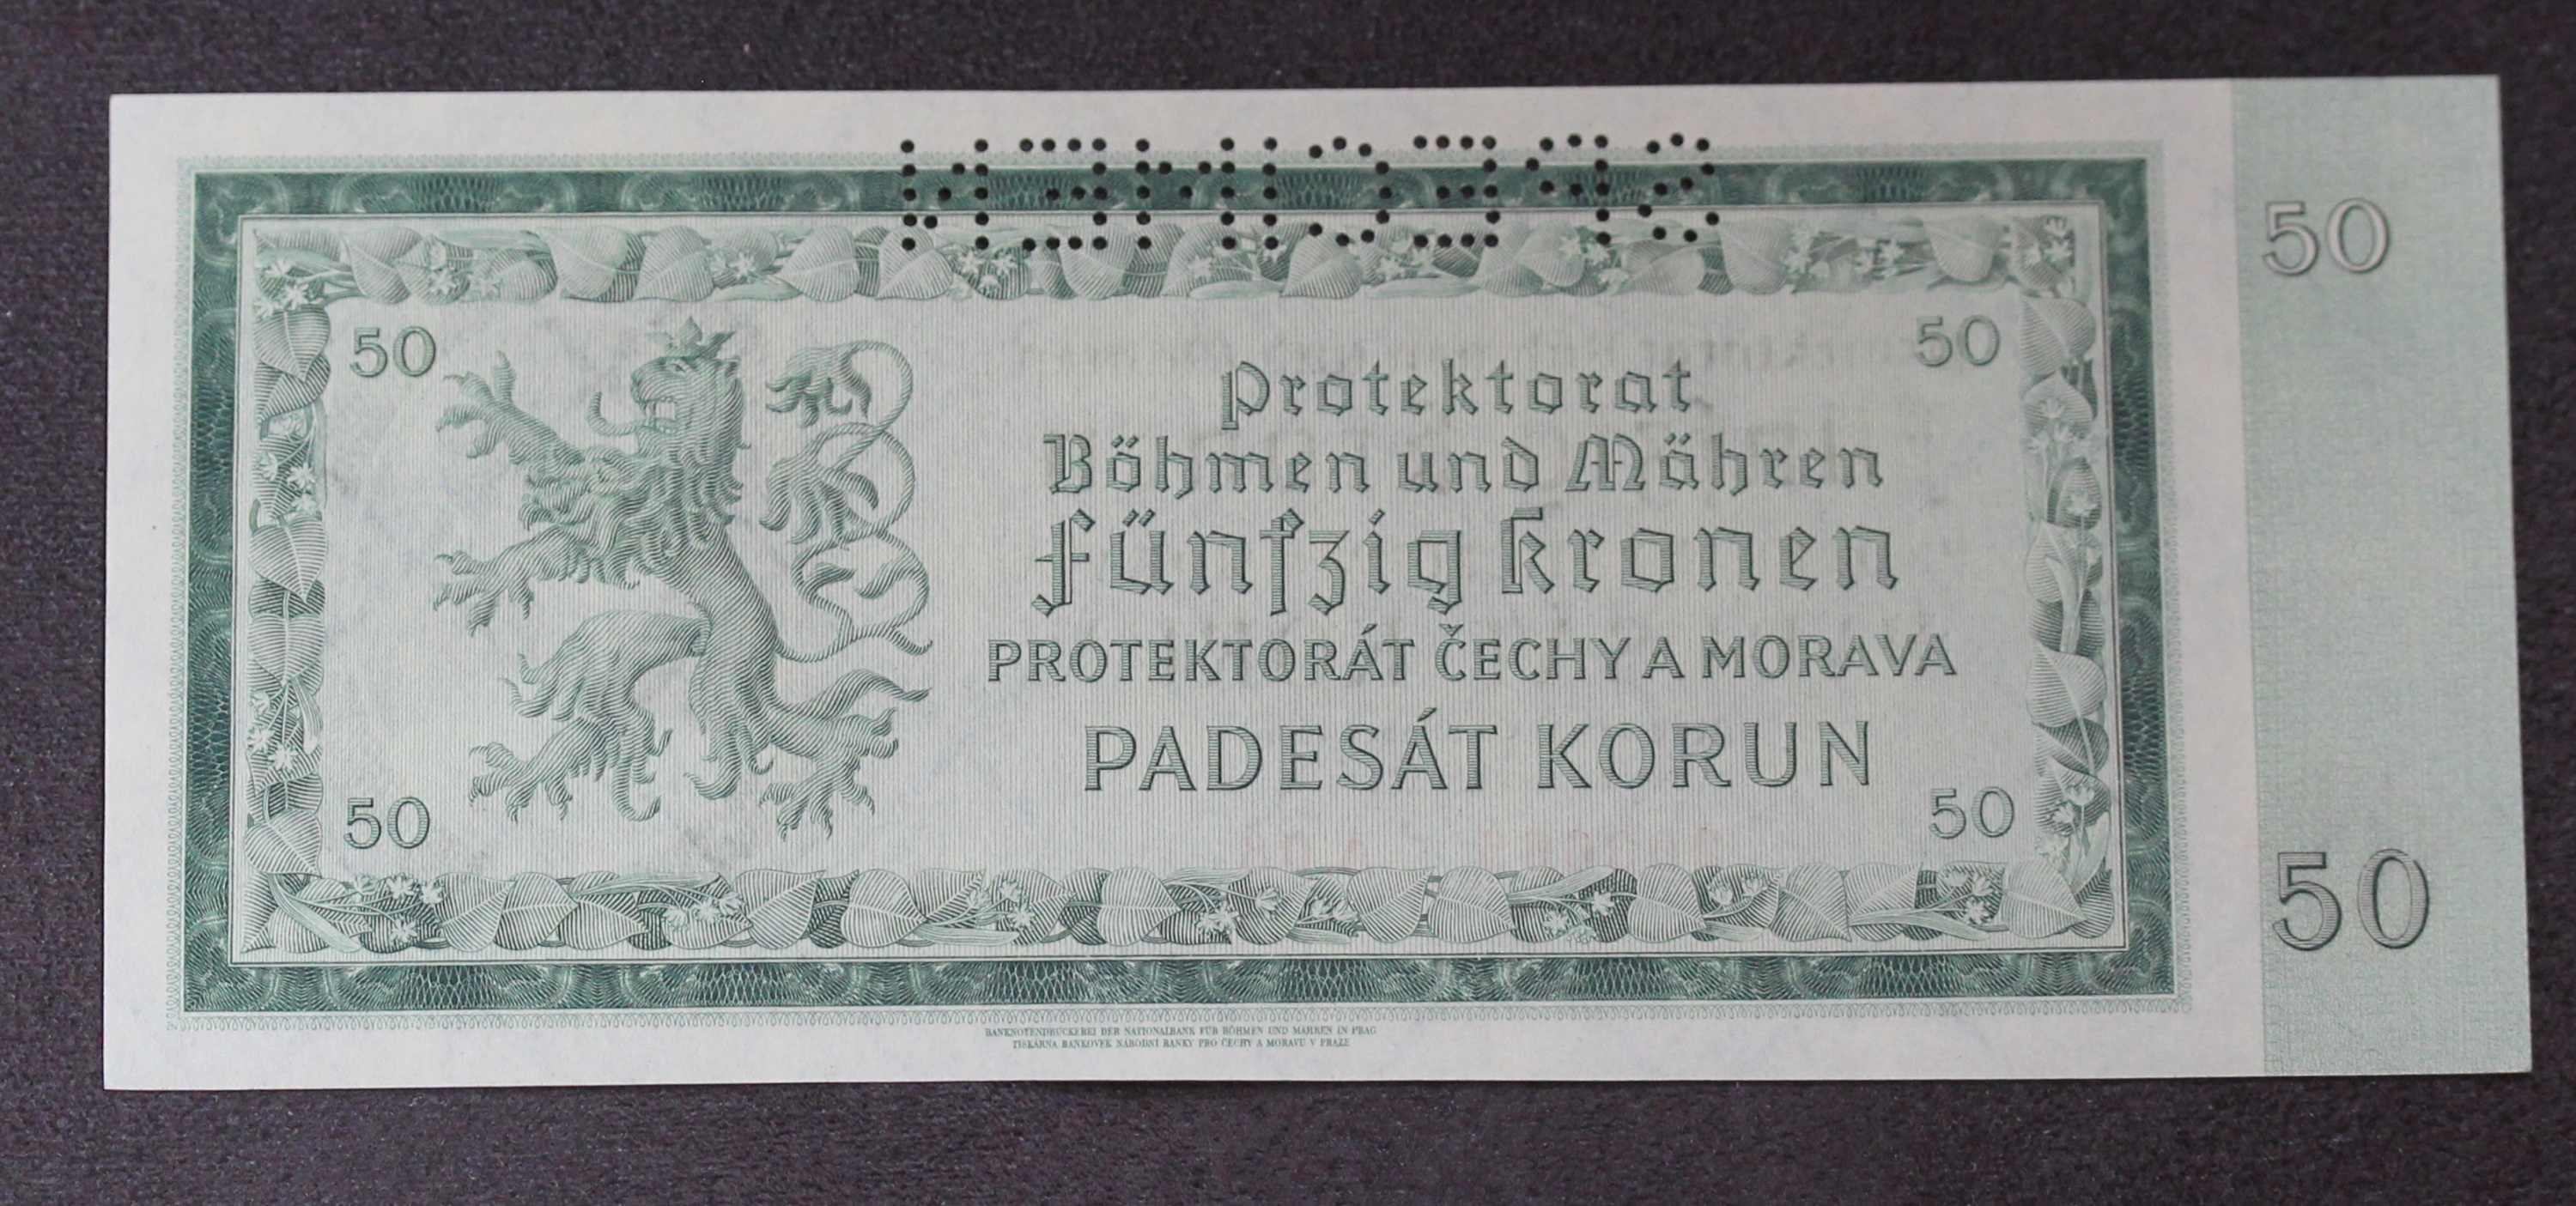 SPECIMEN
50
50
50
Protektorat
Böhmen und Mähren
Fünfzig Kronen
PROTEKTORÁT ČECHY A MORAVA
PADESÁT KORUN
50
50
50
BANKNOTENDRUCKEREI DER NATIONALBANK FÜR BÖHMEN UND MÄHREN IN PRAG
TISKÁRNA BANKOVEK NÁRODNÍ BANKY PRO ČECHY A MORAVU V PRAZE